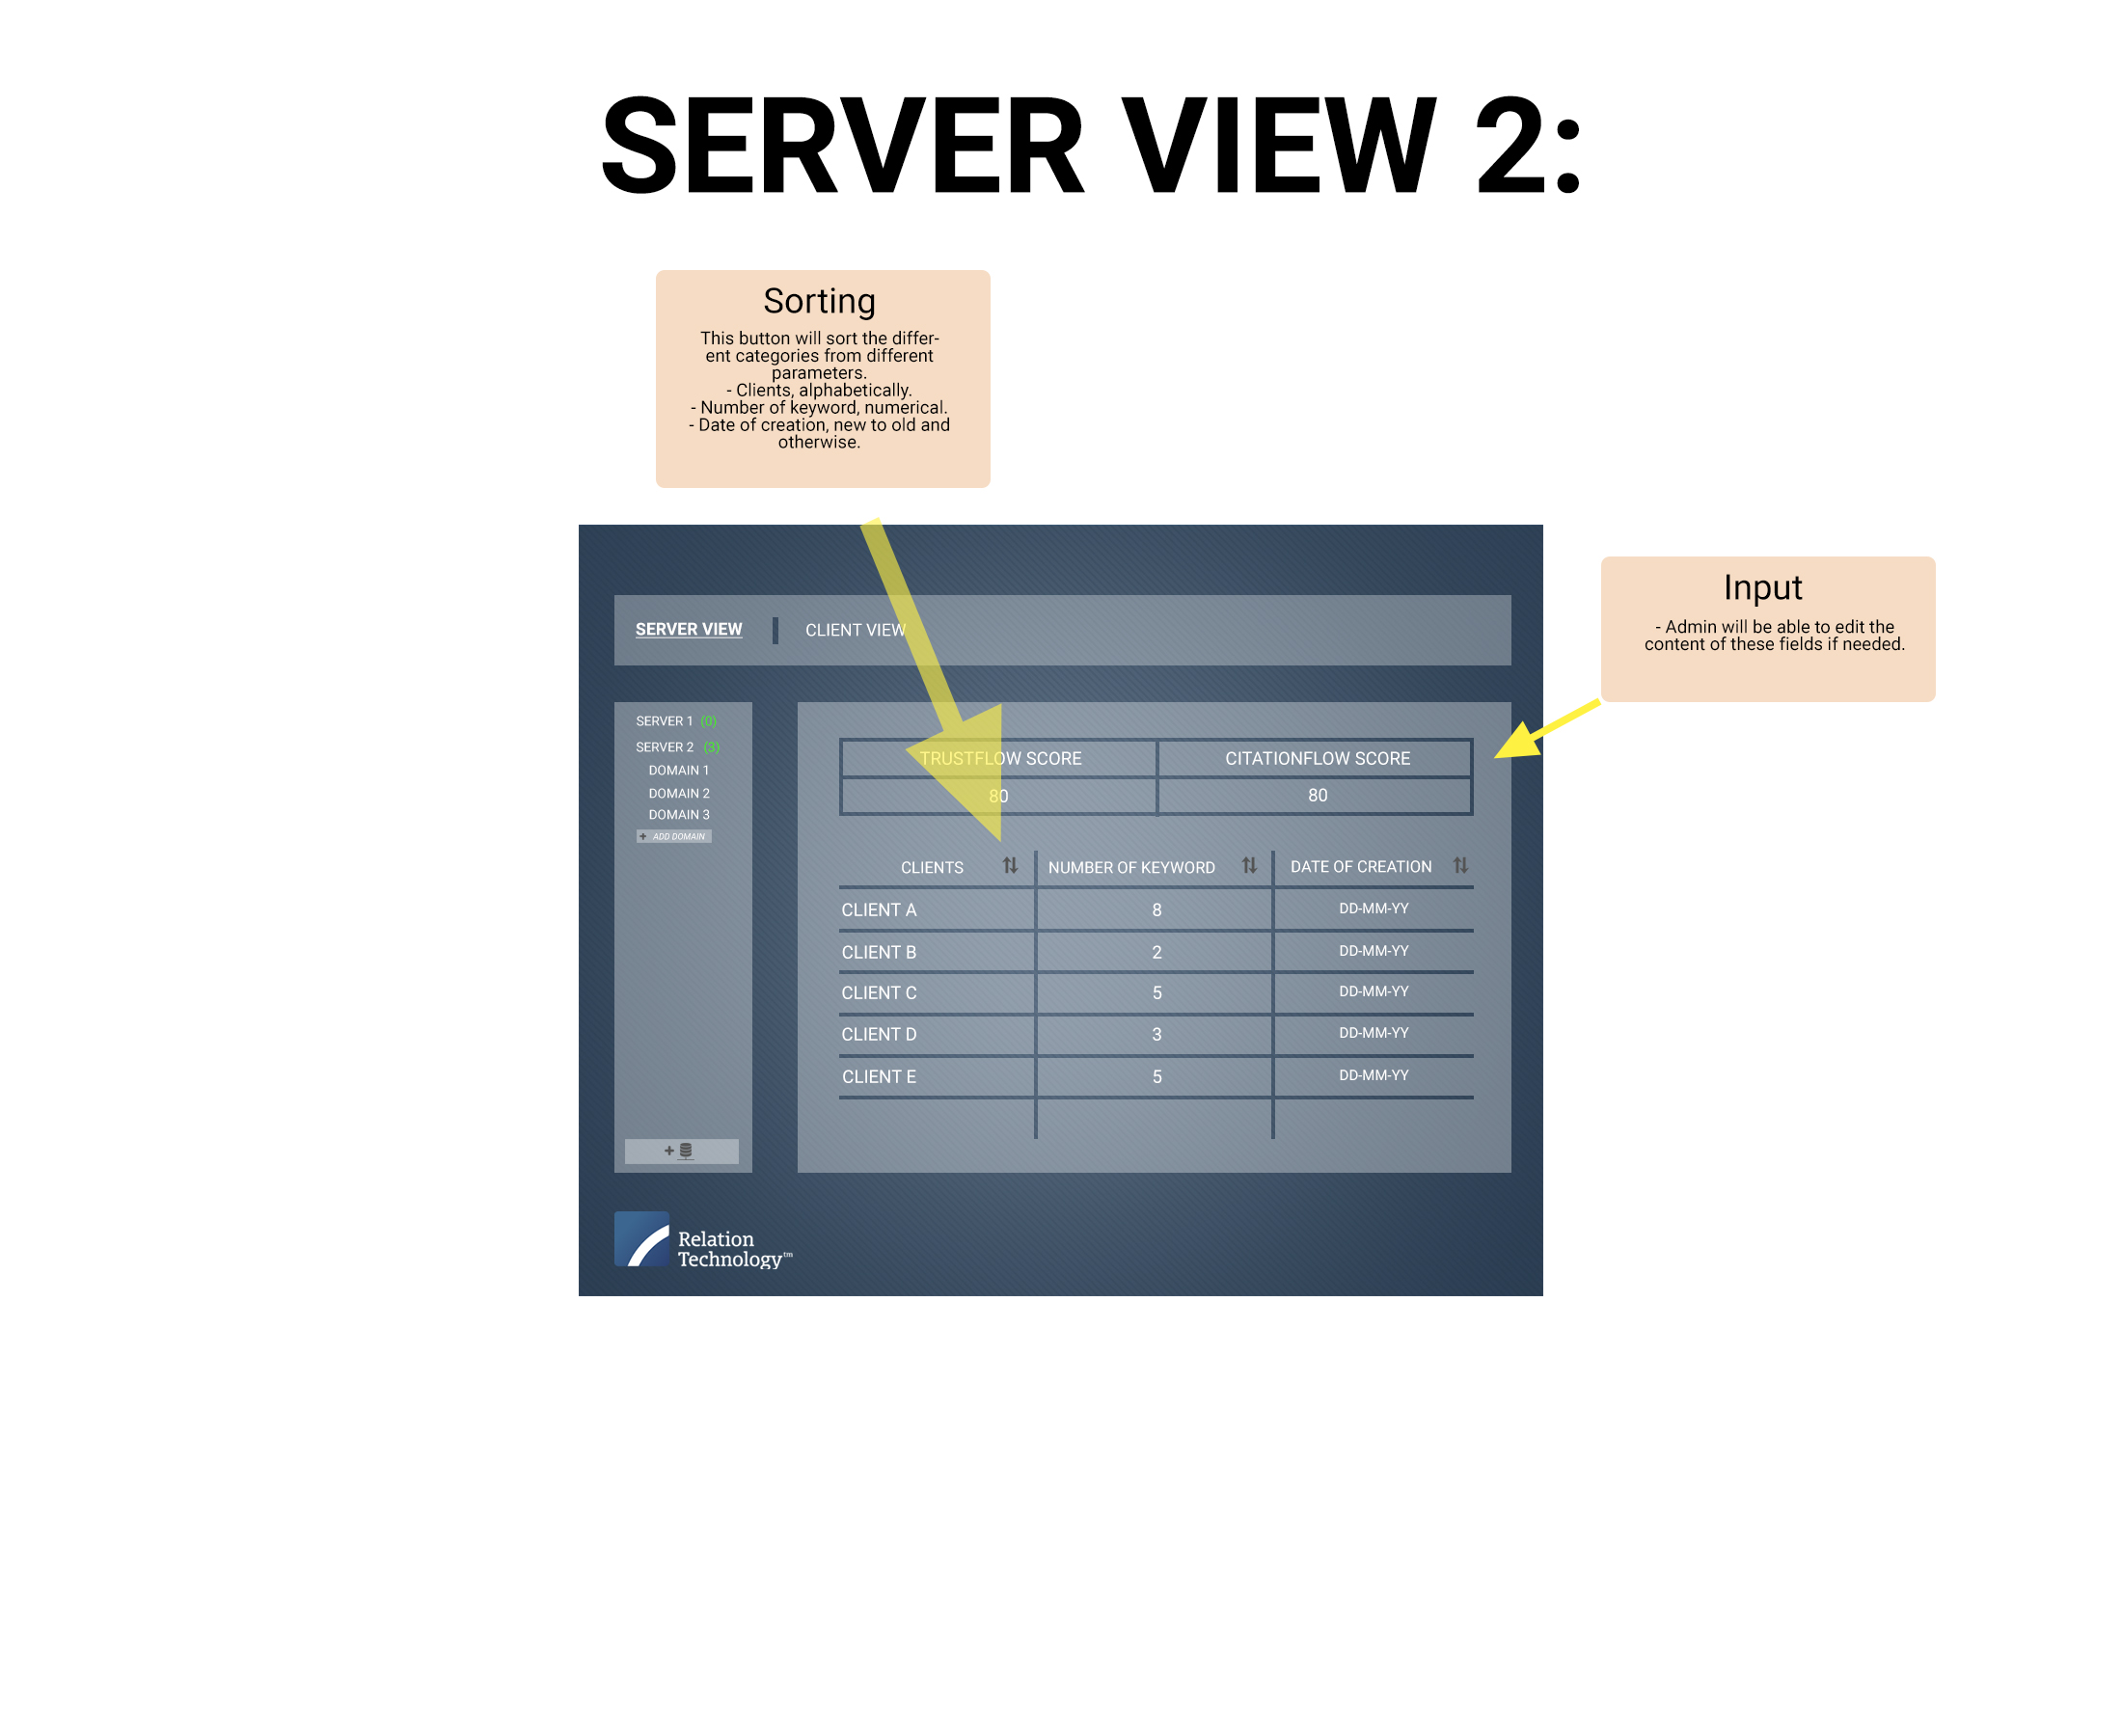 SERVER VIEW 2:
Sorting
This button will sort the differ-
ent categories from different
parameters.
- Clients, alphabetically.
- Number of keyword, numerical.
- Date of creation, new to old and
otherwise.
Input
- Admin will be able to edit the
content of these fields if needed.
SERVER VIEW CLIENT VIEW
SERVER 1 (0)
SERVER 2 (3)
DOMAIN 1
DOMAIN 2
DOMAIN 3
+ ADD DOMAIN
+
TRUSTFLOW SCORE CITATIONFLOW SCORE
80 80
CLIENTS NUMBER OF KEYWORD DATE OF CREATION
CLIENT A 8 DD-MM-YY
CLIENT B 2 DD-MM-YY
CLIENT C 5 DD-MM-YY
CLIENT D 3 DD-MM-YY
CLIENT E 5 DD-MM-YY
Relation
Technology™